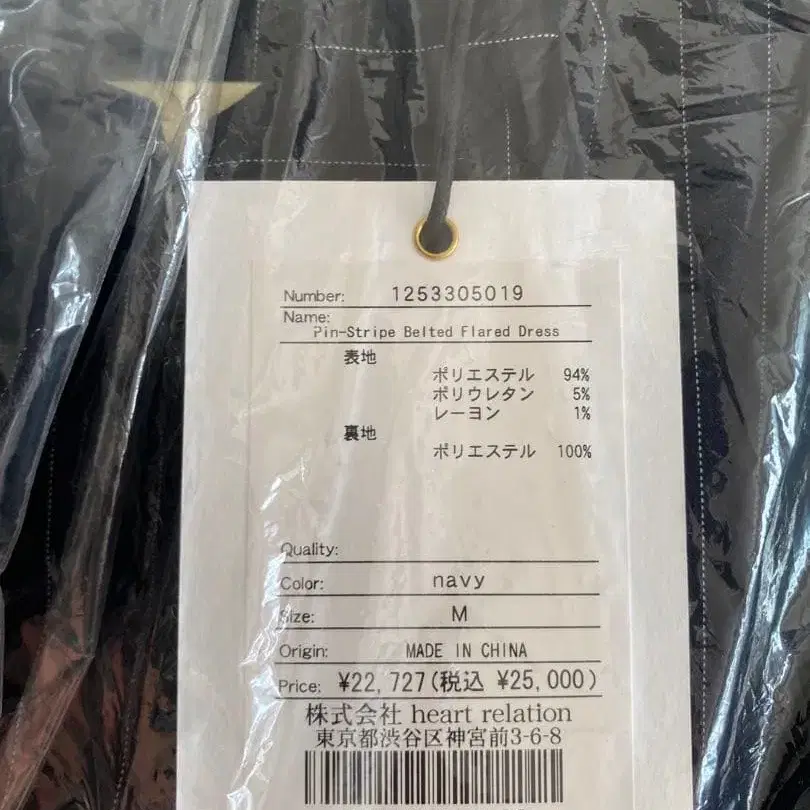 Number: 1253305019
Name:
Pin-Stripe Belted Flared Dress
表地
ポリエステル 94%
ポリウレタン 5%
レーヨン 1%
裏地
ポリエステル 100%
Quality:
Color: navy
Size: M
Origin: MADE IN CHINA
Price: ¥22,727(税込 ¥25,000)
株式会社 heart relation
東京都渋谷区神宮前3-6-8